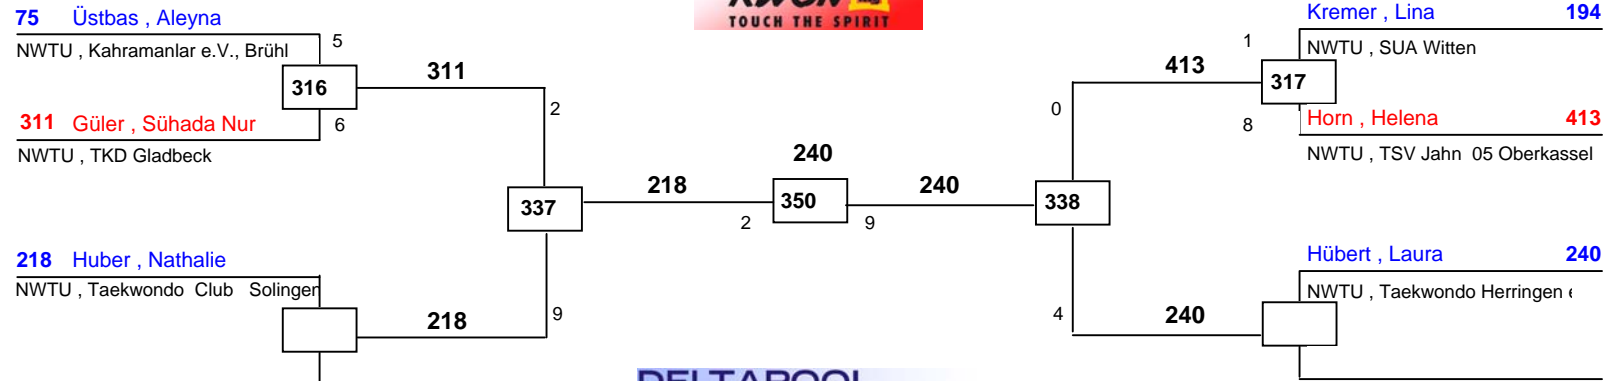 KWON
TOUCH THE SPIRIT
75 Üstbas , Aleyna
NWTU , Kahramanlar e.V., Brühl
5
316
311
6
311 Güler , Sühada Nur
NWTU , TKD Gladbeck
2
337
218
218 Huber , Nathalie
NWTU , Taekwondo Club Solingen
218
9
240
350
2
9
240
Kremer , Lina 194
NWTU , SUA Witten
1
413
317
0
8
Horn , Helena 413
NWTU , TSV Jahn 05 Oberkassel
338
Hübert , Laura 240
NWTU , Taekwondo Herringen
4
240
DELTAPOOL